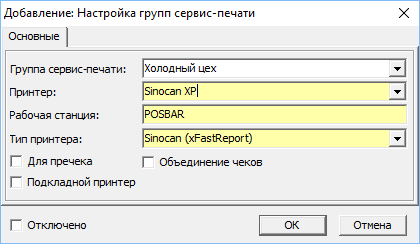 Добавление: Настройка групп сервис-печати
Основные
Группа сервис-печати: Холодный цех
Принтер: Sinocan XP
Рабочая станция: POSBAR
Тип принтера: Sinocan (xFastReport)
Для пречека Объединение чеков
Подкладной принтер
Отключено OK Отмена